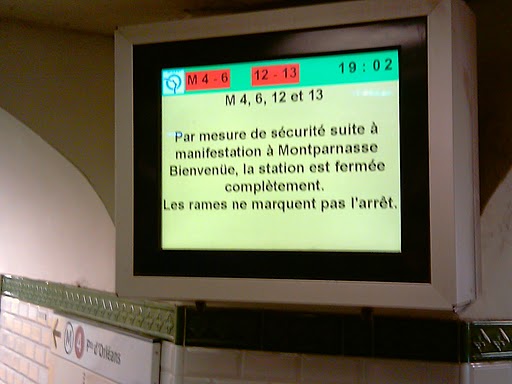 M 4 - 6 12 - 13 19 : 02
M 4, 6, 12 et 13
Par mesure de sécurité suite à
manifestation à Montparnasse
Bienvenüe, la station est fermée
complètement.
Les rames ne marquent pas l'arrêt.
M 4 Pte d'Orléans